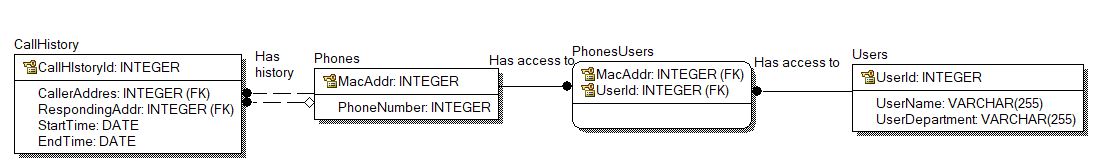 CallHistory
CallHIstoryId: INTEGER
CallerAddres: INTEGER (FK)
RespondingAddr: INTEGER (FK)
StartTime: DATE
EndTime: DATE
Has
history
Phones
MacAddr: INTEGER
PhoneNumber: INTEGER
Has access to
PhonesUsers
MacAddr: INTEGER (FK)
UserId: INTEGER (FK)
Has access to
Users
UserId: INTEGER
UserName: VARCHAR(255)
UserDepartment: VARCHAR(255)